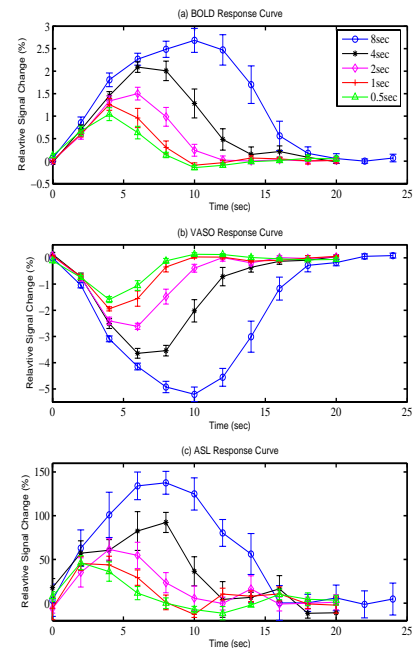 (a) BOLD Response Curve
3
2.5
2
1.5
1
0.5
0
−0.5
0 5 10 15 20 25
Relavtive Signal Change (%)
Time (sec)
8sec
4sec
2sec
1sec
0.5sec
(b) VASO Response Curve
0
−1
−2
−3
−4
−5
0 5 10 15 20 25
Relavtive Signal Change (%)
Time (sec)
(c) ASL Response Curve
150
100
50
0
0 5 10 15 20 25
Relavtive Signal Change (%)
Time (sec)